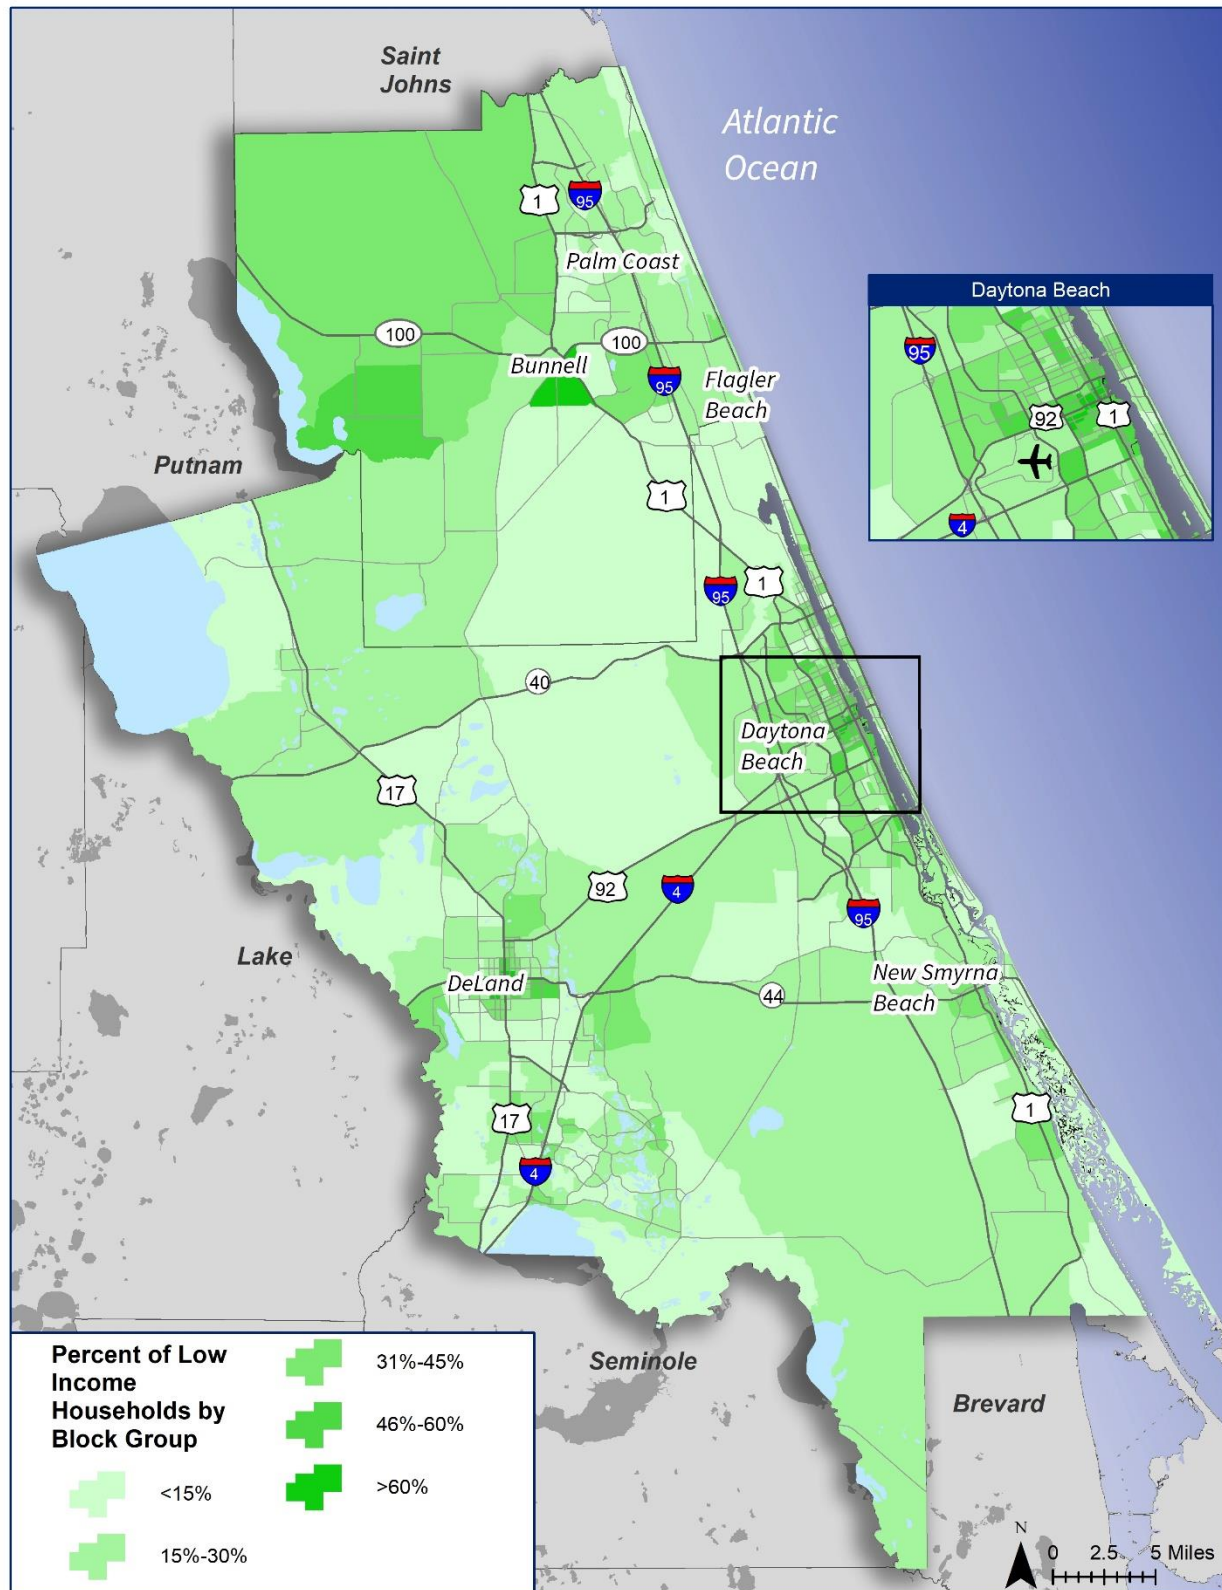 Saint
Johns
Atlantic
Ocean
1
95
Palm Coast
Daytona Beach
95
92
1
4
100
100
Bunnell
95
Flagler
Beach
Putnam
1
95
1
40
Daytona
Beach
17
92
4
95
Lake
DeLand
New Smyrna
Beach
44
17
1
4
Seminole
Brevard
Percent of Low
Income
Households by
Block Group
<15%
15%-30%
31%-45%
46%-60%
>60%
N
0 2.5 5 Miles